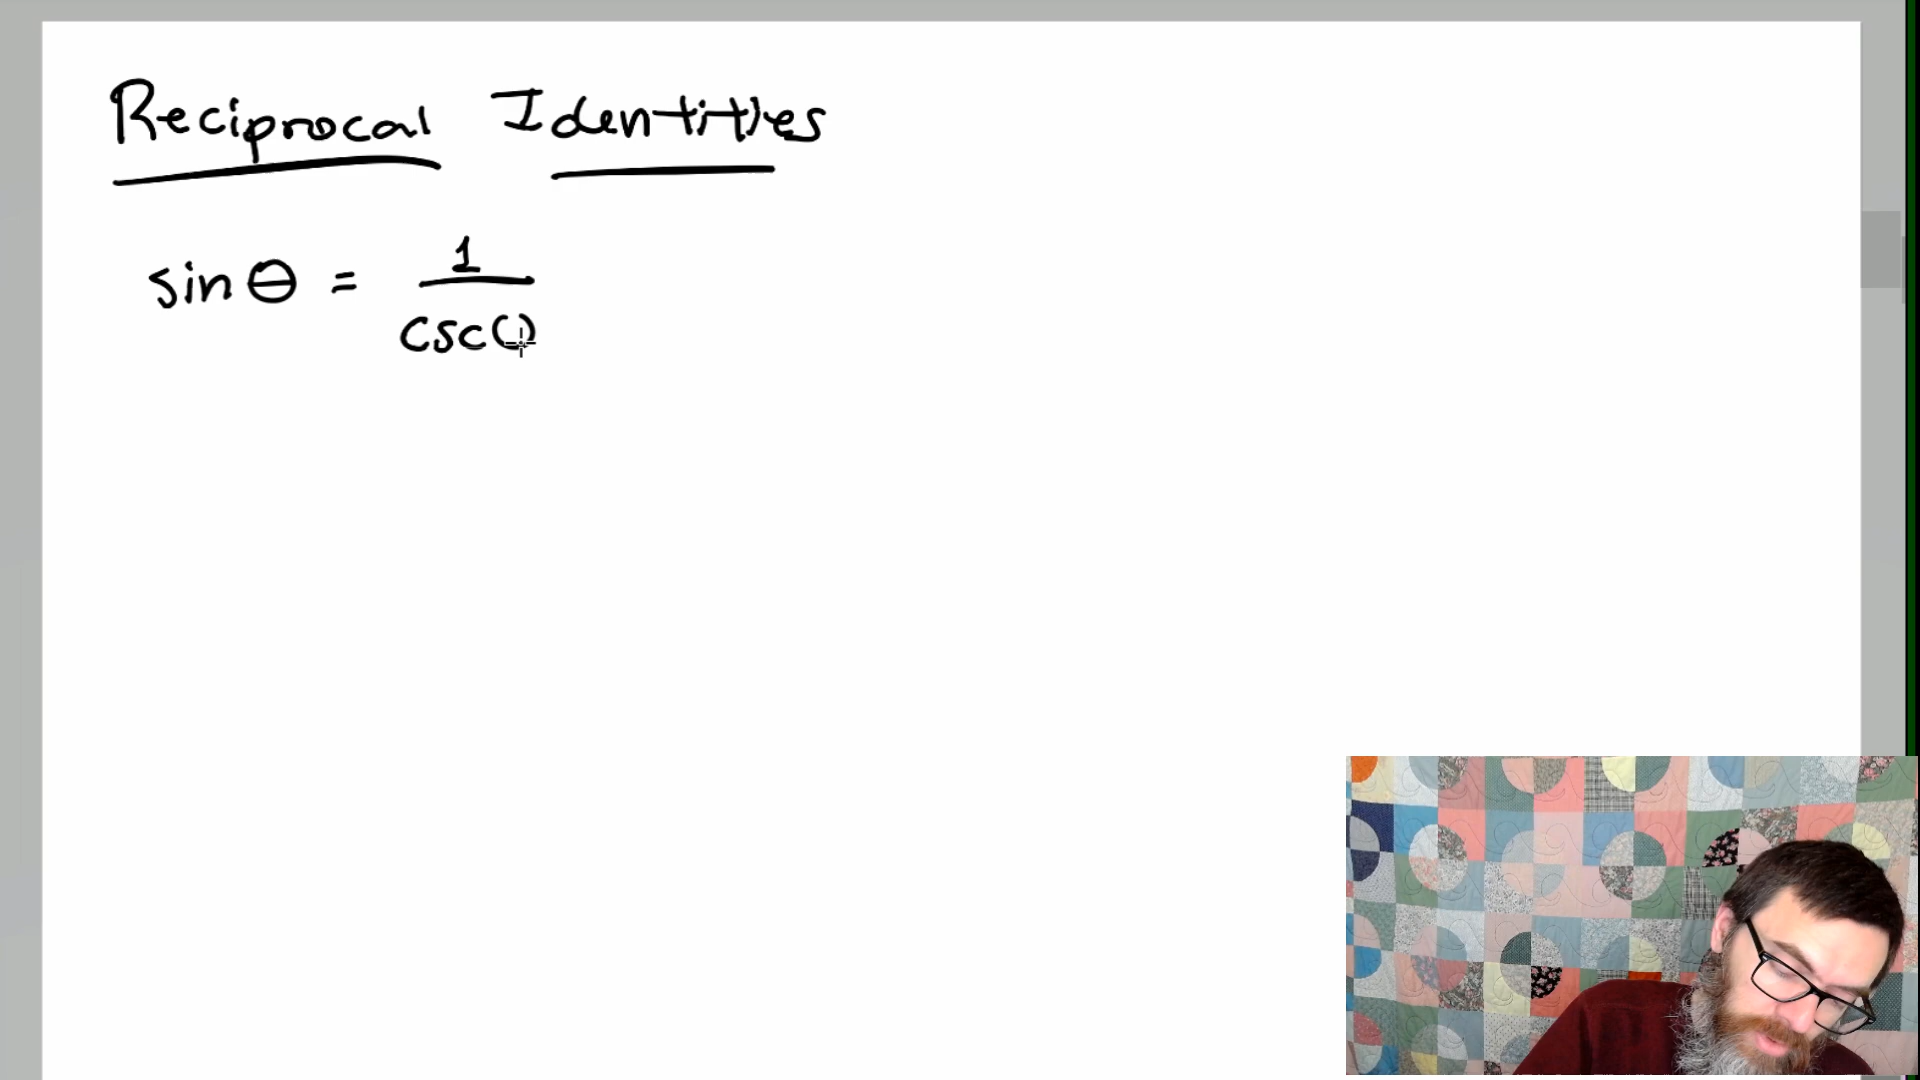 Reciprocal Identities
sin θ = 1
csc()